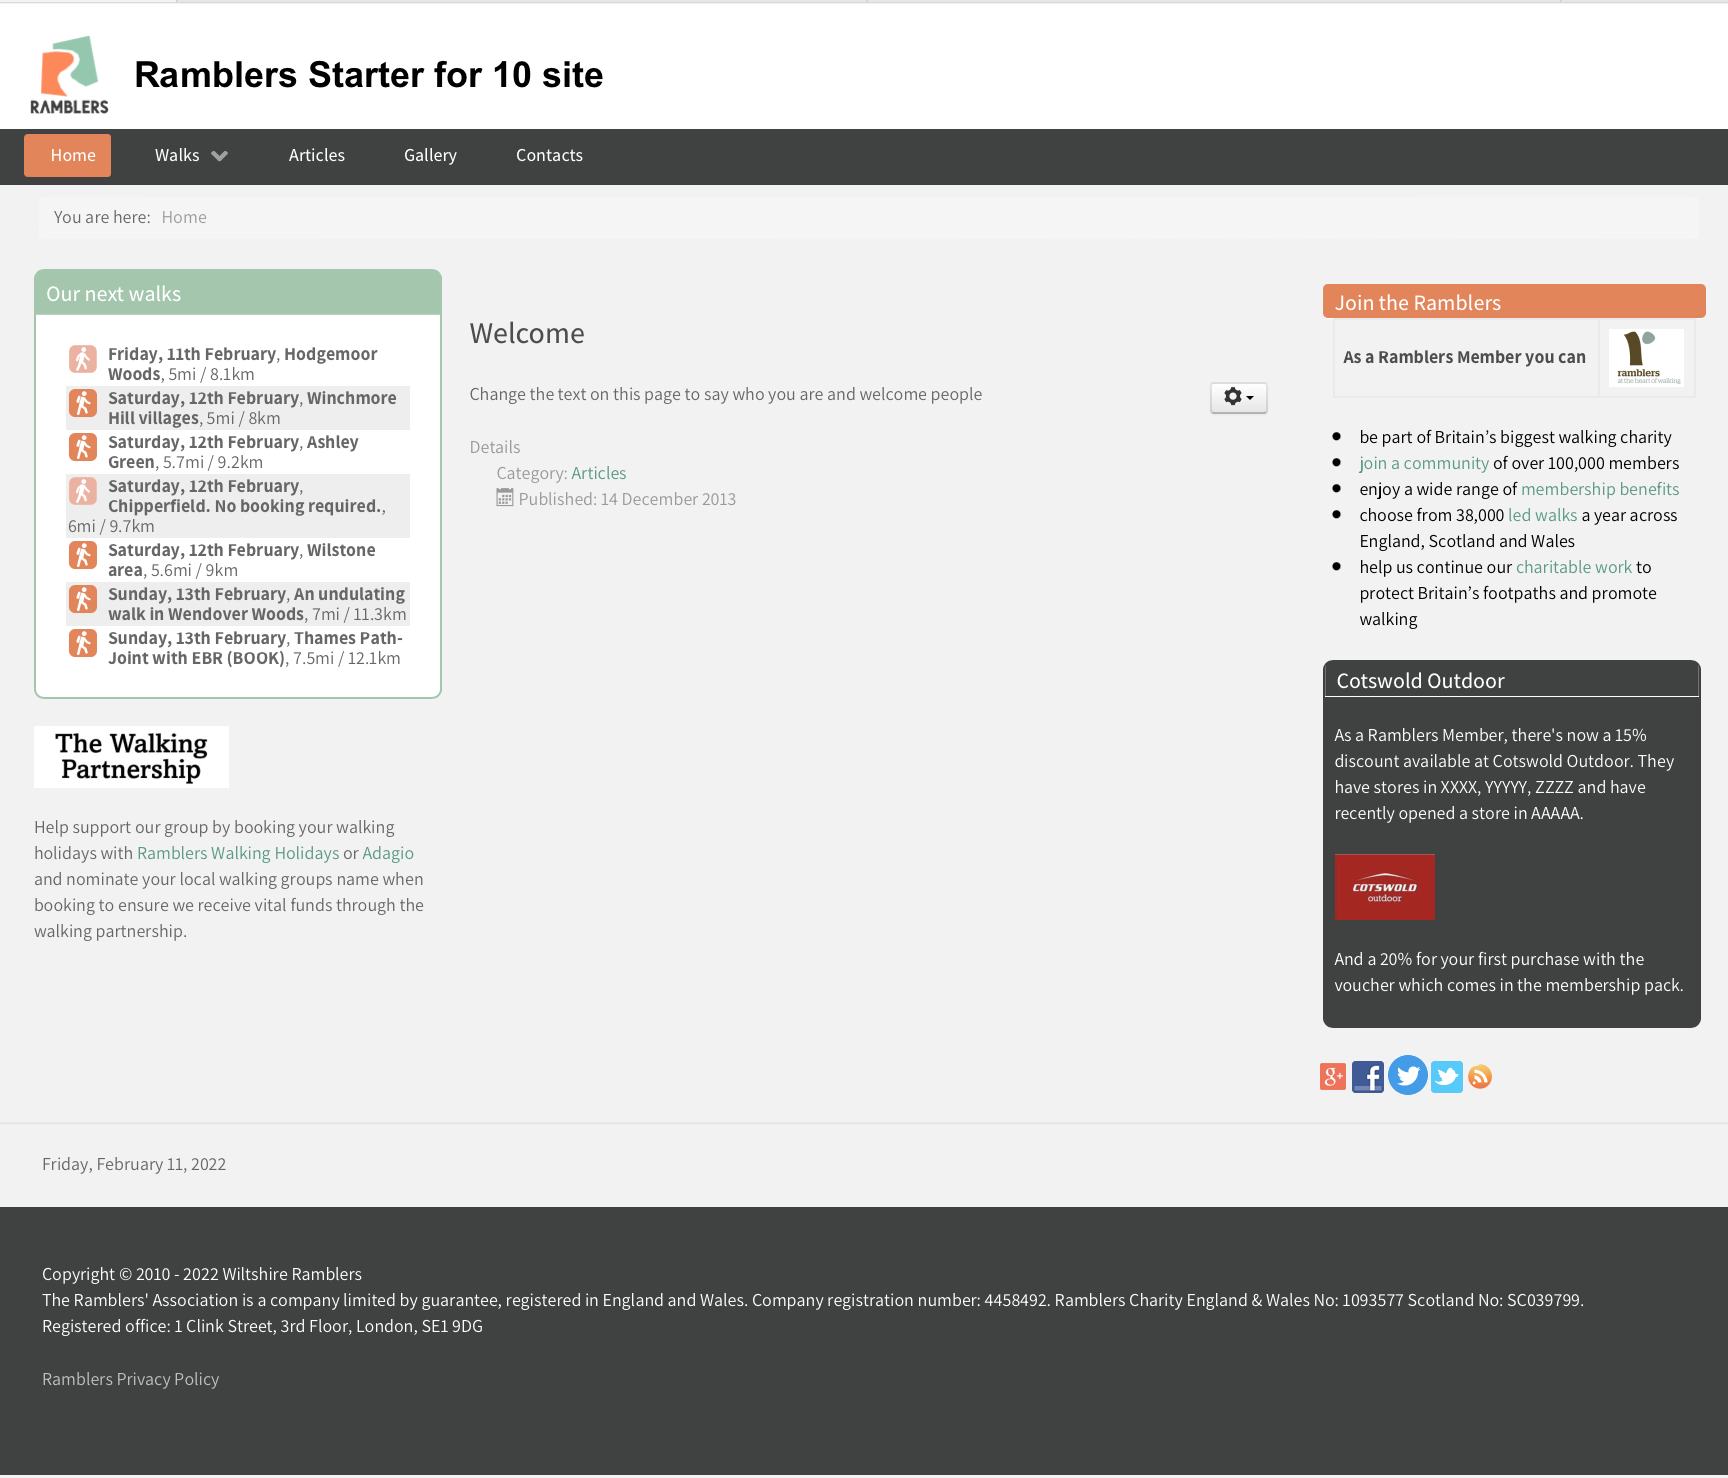 RAMBLERS
Ramblers Starter for 10 site
Home
Walks
Articles
Gallery
Contacts
You are here: Home
Our next walks
Friday, 11th February, Hodgemoor
Woods, 5mi / 8.1km
Saturday, 12th February, Winchmore
Hill villages, 5mi / 8km
Saturday, 12th February, Ashley
Green, 5.7mi / 9.2km
Saturday, 12th February,
Chipperfield. No booking required.,
6mi / 9.7km
Saturday, 12th February, Wilstone
area, 5.6mi / 9km
Sunday, 13th February, An undulating
walk in Wendover Woods, 7mi / 11.3km
Sunday, 13th February, Thames Path-
Joint with EBR (BOOK), 7.5mi / 12.1km
The Walking
Partnership
Help support our group by booking your walking
holidays with Ramblers Walking Holidays or Adagio
and nominate your local walking groups name when
booking to ensure we receive vital funds through the
walking partnership.
Welcome
Change the text on this page to say who you are and welcome people
Details
Category: Articles
Published: 14 December 2013
Join the Ramblers
As a Ramblers Member you can
ramblers
at the heart of walking
be part of Britain’s biggest walking charity
join a community of over 100,000 members
enjoy a wide range of membership benefits
choose from 38,000 led walks a year across
England, Scotland and Wales
help us continue our charitable work to
protect Britain’s footpaths and promote
walking
Cotswold Outdoor
As a Ramblers Member, there's now a 15%
discount available at Cotswold Outdoor. They
have stores in XXXX, YYYYY, ZZZZ and have
recently opened a store in AAAAA.
COTSWOLD
outdoor
And a 20% for your first purchase with the
voucher which comes in the membership pack.
Friday, February 11, 2022
Copyright © 2010 - 2022 Wiltshire Ramblers
The Ramblers' Association is a company limited by guarantee, registered in England and Wales. Company registration number: 4458492. Ramblers Charity England & Wales No: 1093577 Scotland No: SC039799.
Registered office: 1 Clink Street, 3rd Floor, London, SE1 9DG
Ramblers Privacy Policy